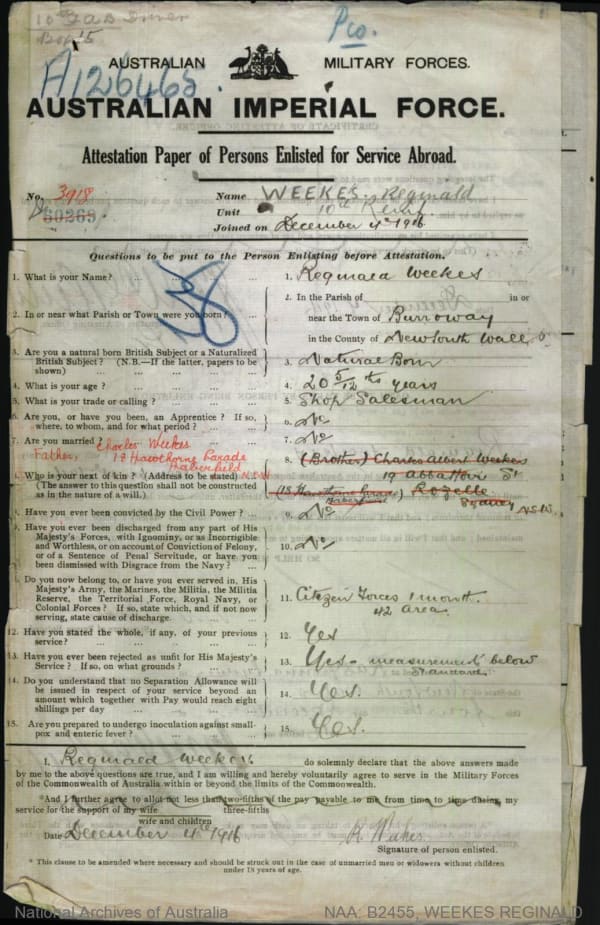 10th F.A.B Driver
Box 15
Pro.
A126465.
AUSTRALIAN MILITARY FORCES.
AUSTRALIAN IMPERIAL FORCE.
Attestation Paper of Persons Enlisted for Service Abroad.
No. 3918
60369
Name WEEKES. Reginald
Unit 10th
Joined on December 4th 1916
Questions to be put to the Person Enlisting before Attestation.
1. What is your Name? ... ... ... 1. Reginald Weekes
2. In or near what Parish or Town were you born? ... 2. In the Parish of in or
near the Town of Burroway
in the County of New South Wales
3. Are you a natural born British Subject or a Naturalized
British Subject? (N.B.—If the latter, papers to be
shown) ... ... ... 3. Natural Born
4. What is your age? ... ... ... 4. 20 5/12 ths years
5. What is your trade or calling? ... ... 5. Shop Salesman
6. Are you, or have you been, an Apprentice? If so,
where, to whom, and for what period? ... 6. No
7. Are you married? ... 7. No
Charles Weekes
Father, 18 Hawthorne Parade
Haberfield
N.S.W
8. Who is your next of kin? (Address to be stated)
(The answer to this question shall not be construed
as in the nature of a will.)
8. (Brother) Charles Albert Weekes
19 Abbattoir St
(18 Hawthorne Parade) Rozelle
Haberfield Sydney N.S.W.
9. Have you ever been convicted by the Civil Power? ... 9. No
Have you ever been discharged from any part of His
Majesty's Forces, with Ignominy, or as Incorrigible
and Worthless, or on account of Conviction of Felony,
or of a Sentence of Penal Servitude, or have you
been dismissed with Disgrace from the Navy? ... 10. No
Do you now belong to, or have you ever served in, His
Majesty's Army, the Marines, the Militia, the Militia
Reserve, the Territorial Force, Royal Navy, or
Colonial Forces? If so, state which, and if not now
serving, state cause of discharge. 11. Citizen Forces 1 month.
42 area
12. Have you stated the whole, if any, of your previous
service? ... ... 12. Yes
13. Have you ever been rejected as unfit for His Majesty's
Service? If so, on what grounds? ... 13. Yes - measurement below
Standard
14. Do you understand that no Separation Allowance will
be issued in respect of your service beyond an
amount which together with Pay would reach eight
shillings per day ... ... 14. Yes.
15. Are you prepared to undergo inoculation against small-
pox and enteric fever? ... ... 15. Yes.
I, Reginald Weekes do solemnly declare that the above answers made
by me to the above questions are true, and I am willing and hereby voluntarily agree to serve in the Military Forces
of the Commonwealth of Australia within or beyond the limits of the Commonwealth.
*And I further agree to allot not less than two-fifths of the pay payable to me from time to time during my
three-fifths
service for the support of my wife
wife and children
Date December 4th 1916 R Weekes
Signature of person enlisted.
* This clause to be amended where necessary and should be struck out in the case of unmarried men or widowers without children
under 18 years of age.
National Archives of Australia NAA: B2455, WEEKES REGINALD